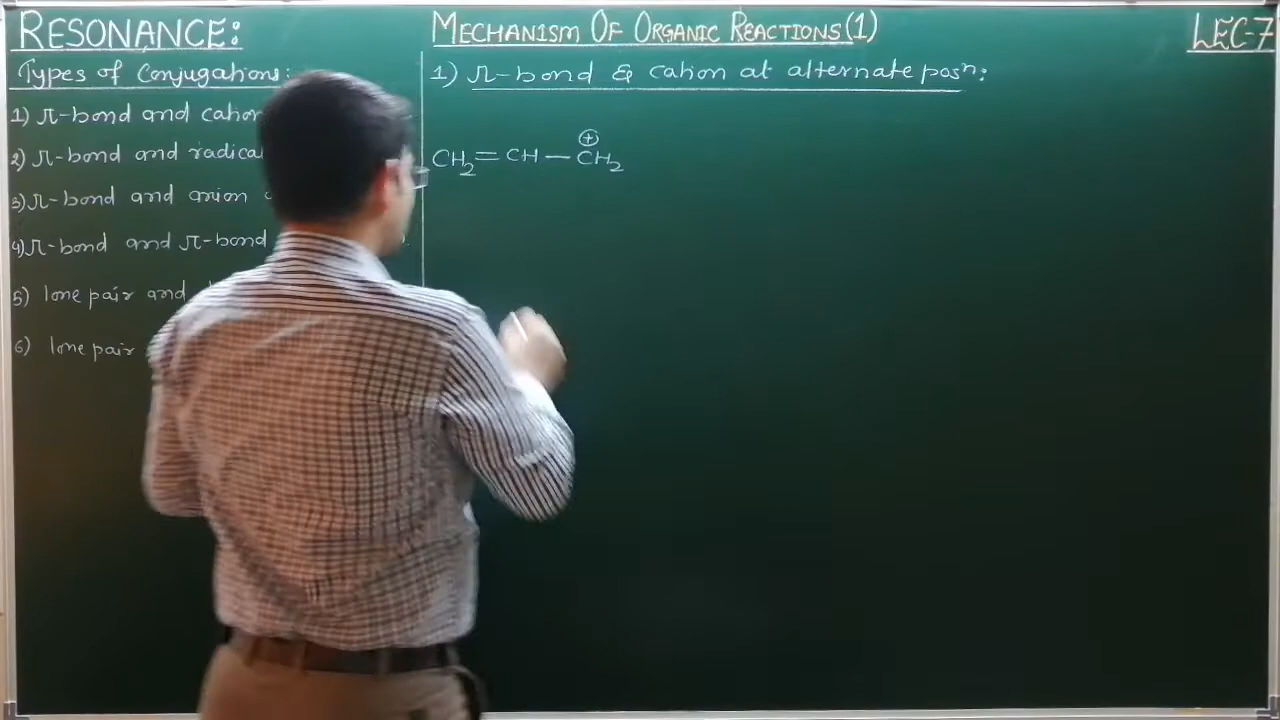 RESONANCE:
Types of Conjugations:
1) π-bond and cation
2) π-bond and radical
3) π-bond and anion
4) π-bond and π-bond
5) lone pair and
6) lone pair
MECHANISM OF ORGANIC REACTIONS(1)
LEC-7
1) π-bond & cation at alternate posⁿ:
⊕
CH₂=CH—CH₂